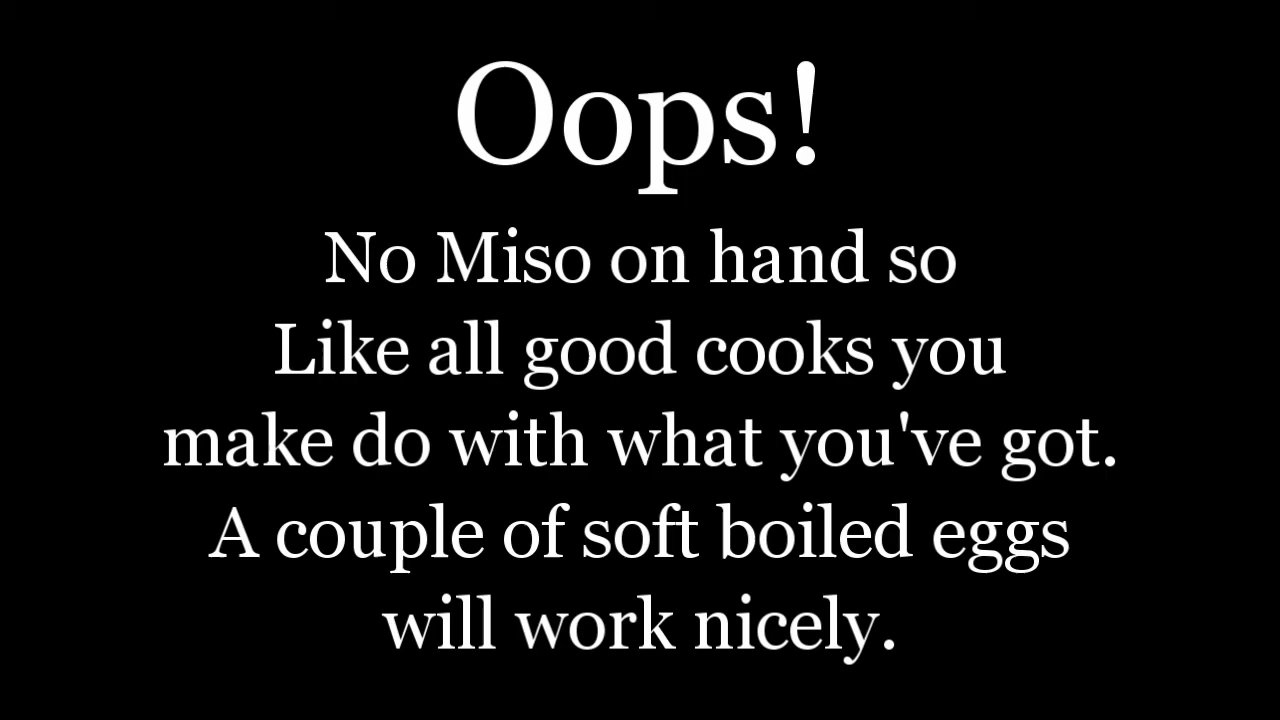 Oops!
No Miso on hand so
Like all good cooks you
make do with what you've got.
A couple of soft boiled eggs
will work nicely.